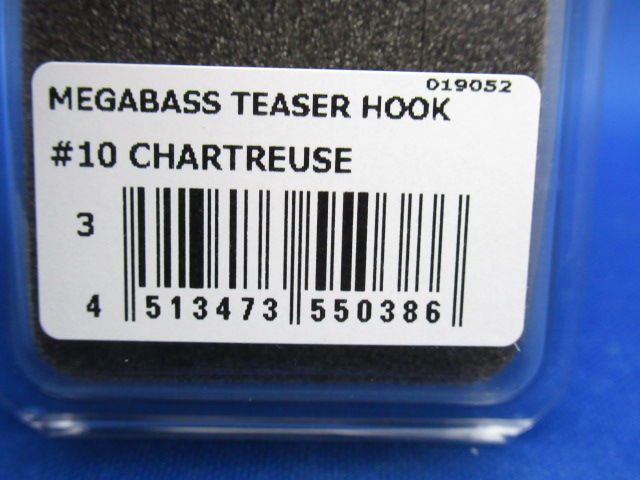 019052
MEGABASS TEASER HOOK
#10 CHARTREUSE
3
4 513473 550386